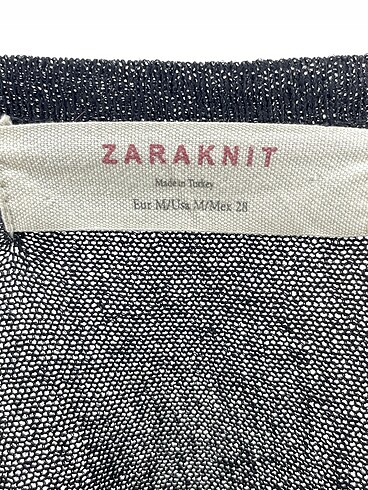 ZARAKNIT
Made in Turkey
Eur M/Usa M/Mex 28